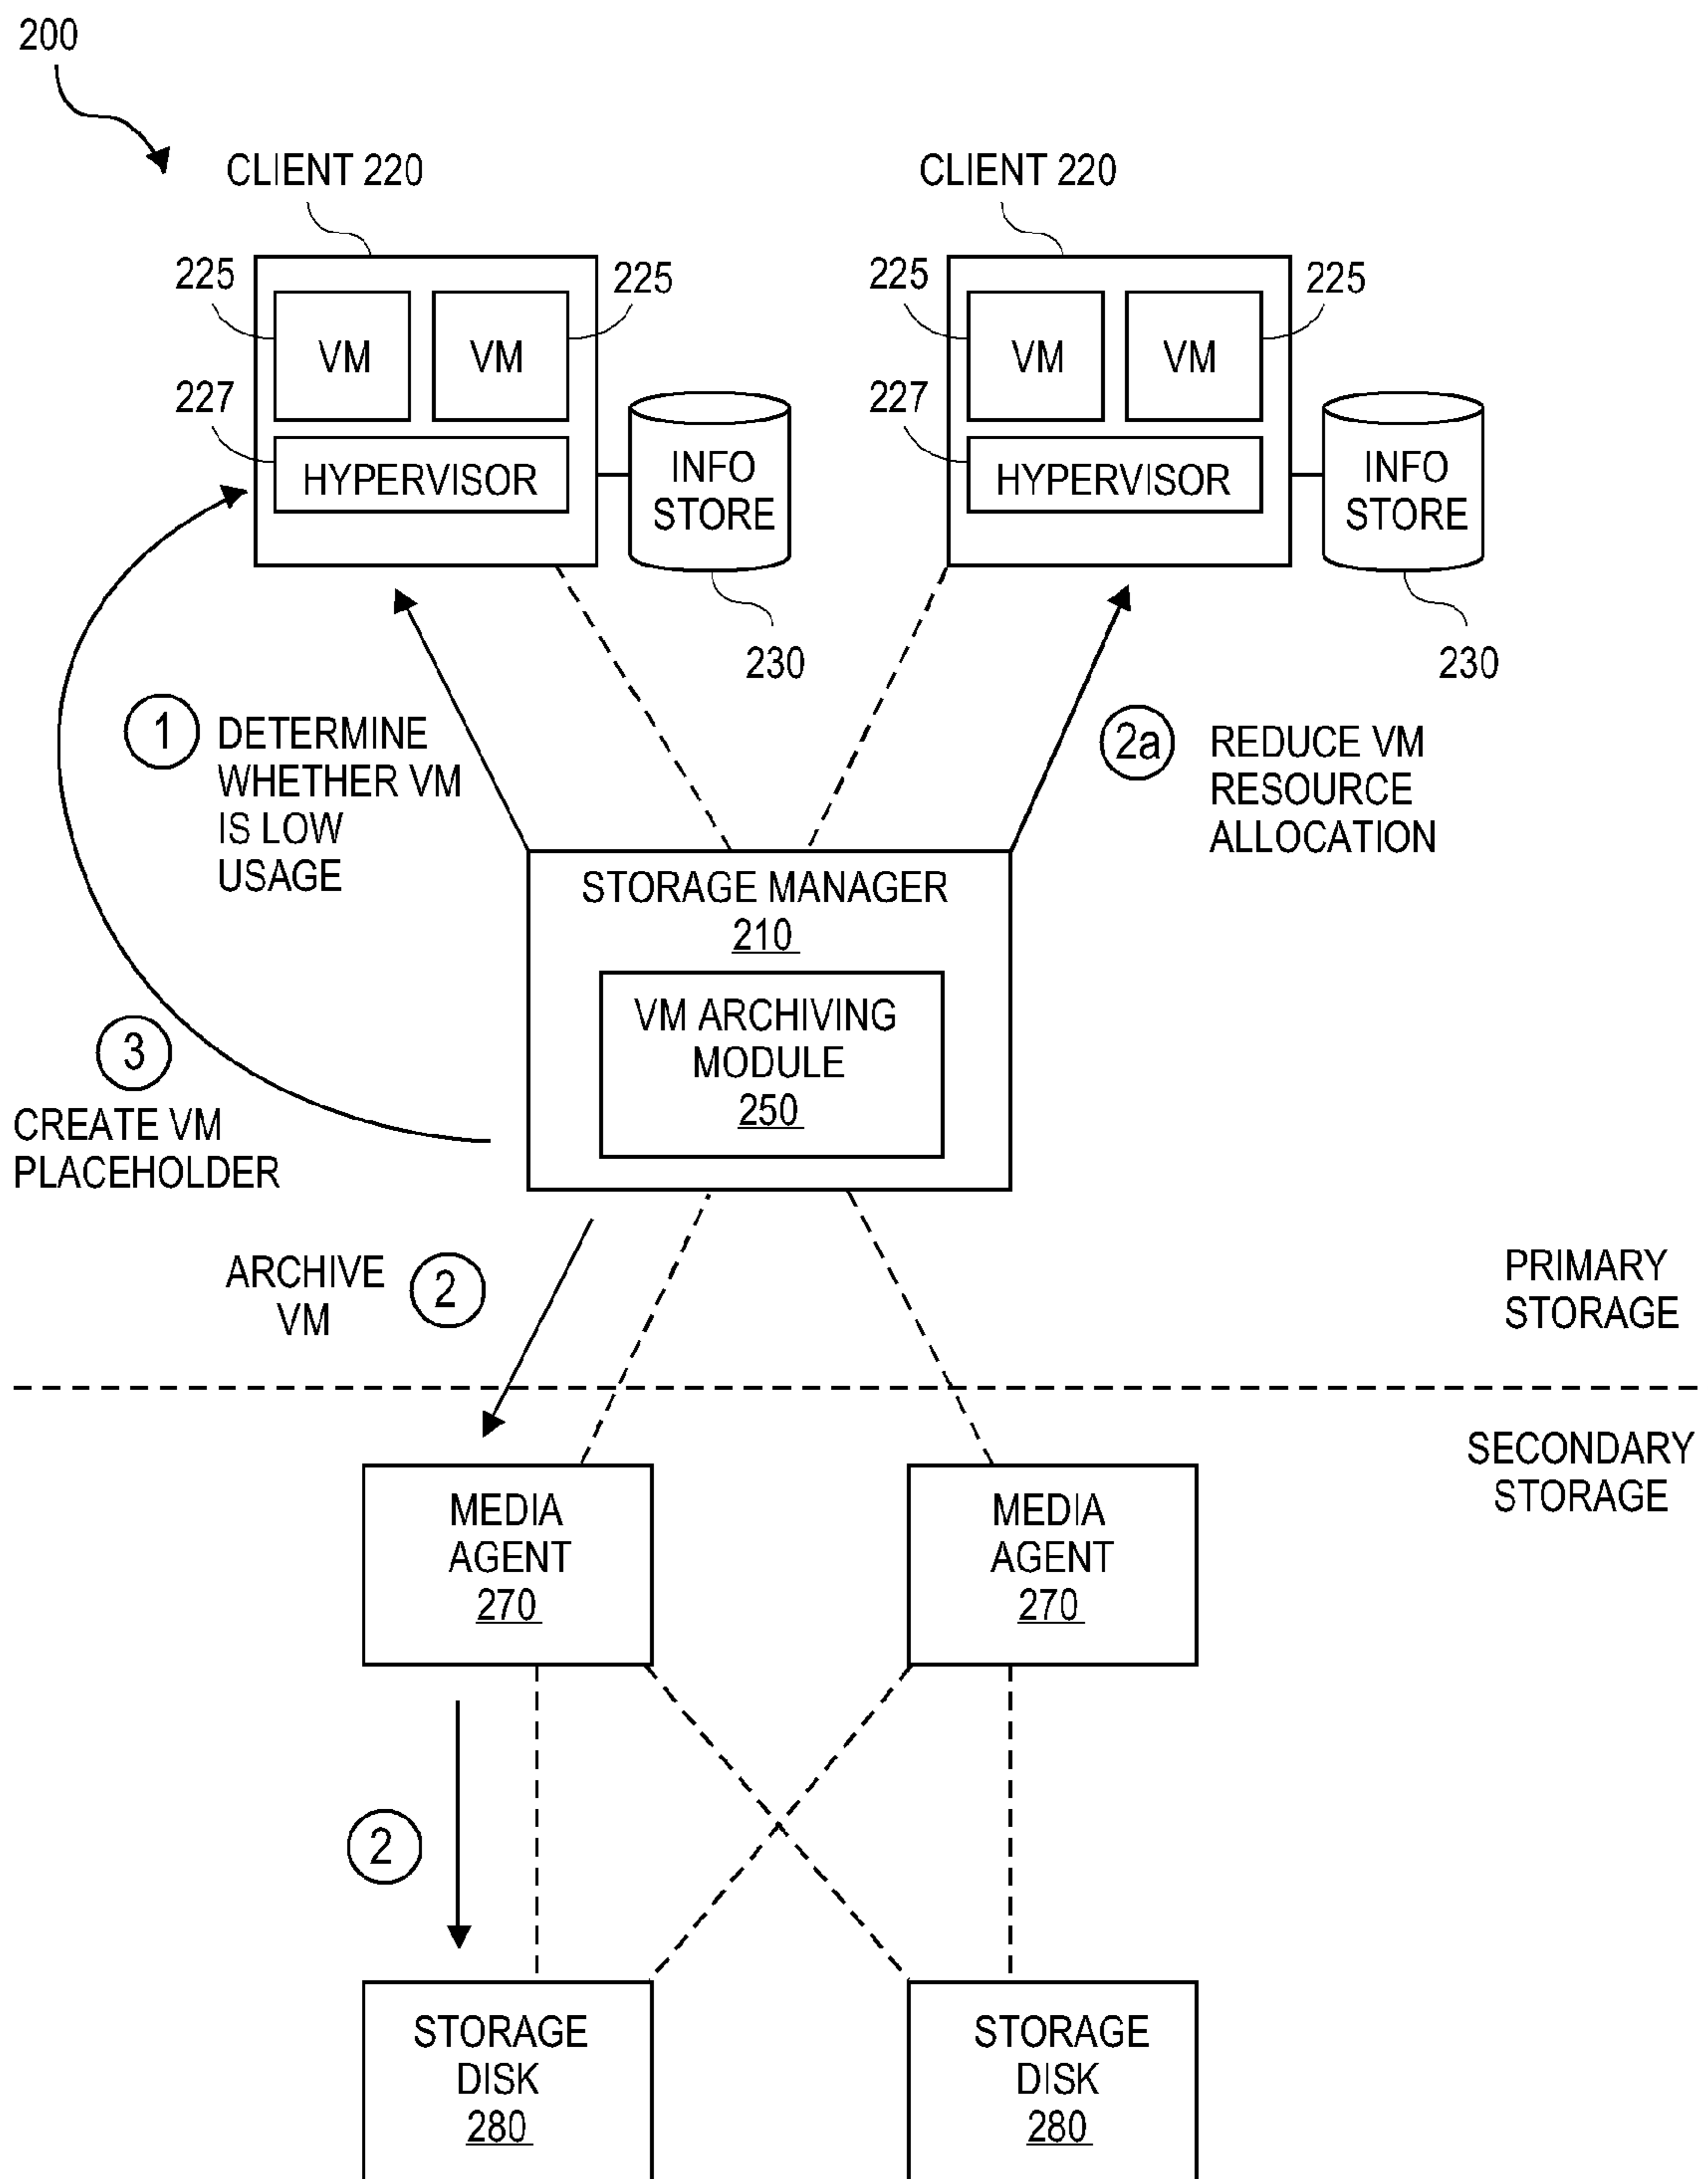 200
CLIENT 220
CLIENT 220
225
225
225
225
VM
VM
VM
VM
227
227
HYPERVISOR
HYPERVISOR
INFO
STORE
INFO
STORE
230
230
1
DETERMINE
WHETHER VM
IS LOW
USAGE
2a
REDUCE VM
RESOURCE
ALLOCATION
STORAGE MANAGER
210
VM ARCHIVING
MODULE
250
3
CREATE VM
PLACEHOLDER
ARCHIVE
VM
2
PRIMARY
STORAGE
SECONDARY
STORAGE
MEDIA
AGENT
270
MEDIA
AGENT
270
2
STORAGE
DISK
280
STORAGE
DISK
280